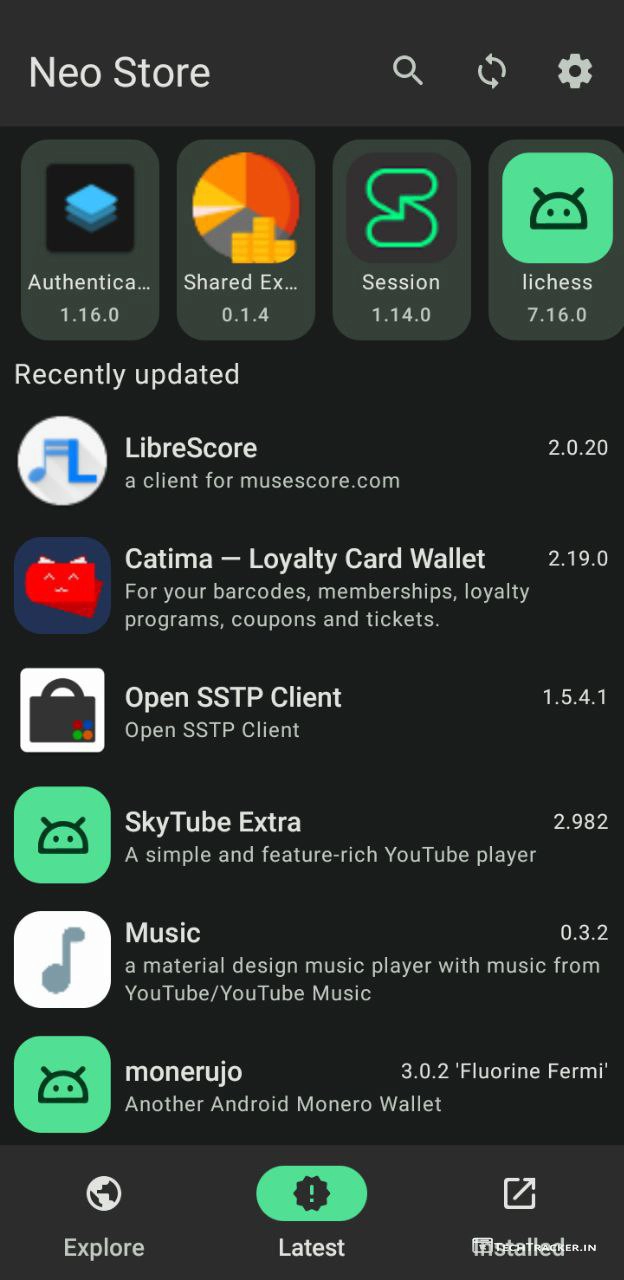 Neo Store
Authentica...
1.16.0
Shared Ex...
0.1.4
Session
1.14.0
lichess
7.16.0
Recently updated
LibreScore
2.0.20
a client for musescore.com
Catima — Loyalty Card Wallet
2.19.0
For your barcodes, memberships, loyalty
programs, coupons and tickets.
Open SSTP Client
1.5.4.1
Open SSTP Client
SkyTube Extra
2.982
A simple and feature-rich YouTube player
Music
0.3.2
a material design music player with music from
YouTube/YouTube Music
monerujo
3.0.2 'Fluorine Fermi'
Another Android Monero Wallet
Explore
Latest
Installed
TECHTRACKER.IN